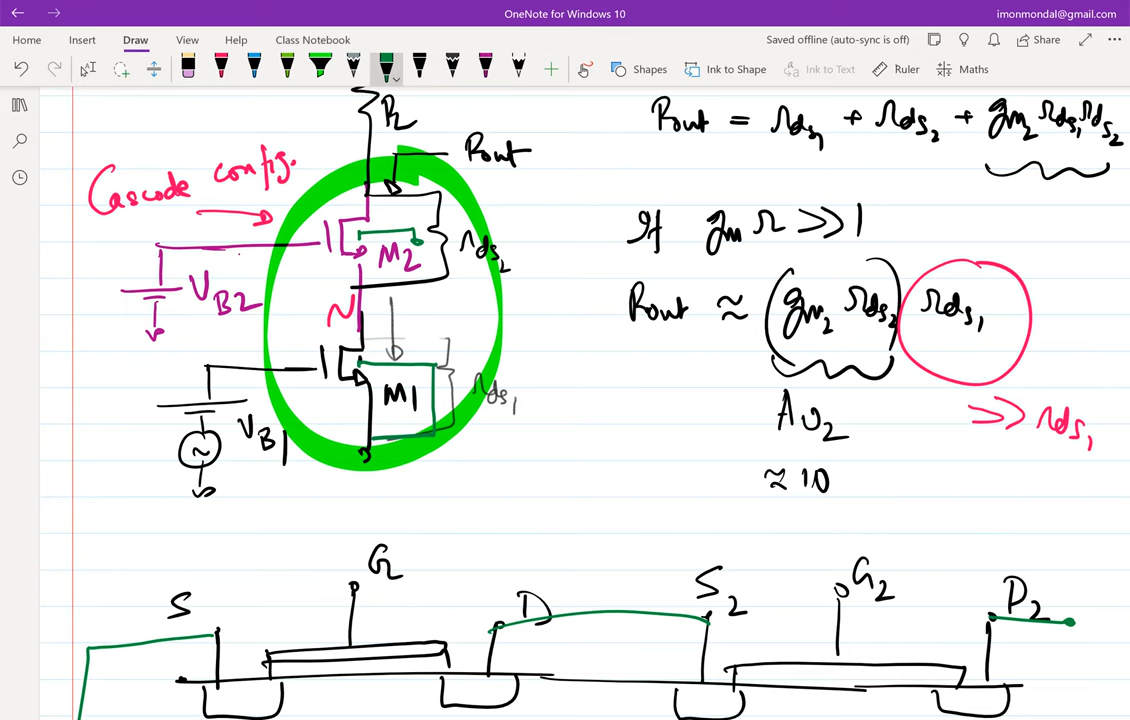 OneNote for Windows 10
imonmondal@gmail.com
Home Insert Draw View Help Class Notebook
Saved offline (auto-sync is off) Share
Shapes Ink to Shape Ink to Text Ruler Maths
RL
Rout
Rout = rds1 + rds2 + gm2 rds1 rds2
Cascode config.
If gm r >> 1
M2
rds2
VB2
N
Rout ≈ (gm2 rds2) rds1
M1
rds1
VB1
Av2
>> rds1
≈ 10
G
S
D
S2
G2
D2